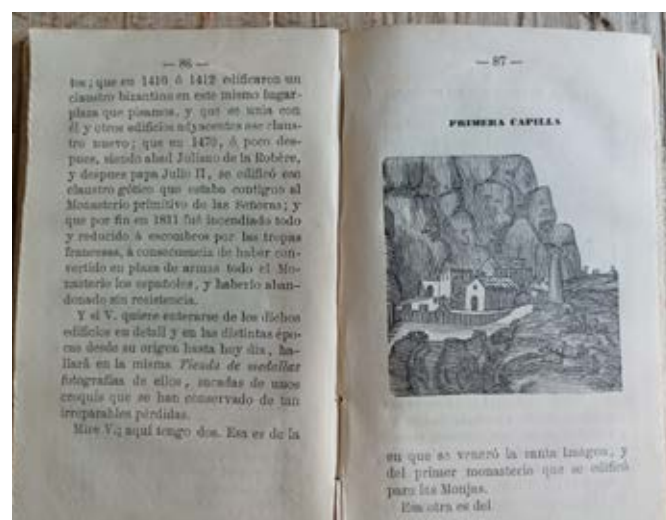 — 86 —
tos; que en 1410 ó 1412 edificaron un
claustro bizantino en este mismo lugar-
plaza que pisamos, y que se unia con
él y otros edificios adyacentes ese claus-
tro nuevo; que en 1476, ó poco des-
pues, siendo abad Juliano de la Robère,
y despues papa Julio II, se edificó ese
claustro gótico que estaba contiguo al
Monasterio primitivo de las Señoras; y
que por fin en 1811 fué incendiado todo
y reducido á escombros por las tropas
francesas, á consecuencia de haber con-
vertido en plaza de armas todo el Mo-
nasterio los españoles, y haberlo aban-
donado sin resistencia.
Y si V. quiere enterarse de los dichos
edificios en detall y en las distintas épo-
cas desde su orígen hasta hoy dia, ha-
llará en la misma Tienda de medallas
fotografías de ellos, sacadas de unos
croquis que se han conservado de tan
irreparables pérdidas.
Mire V.; aquí tengo dos. Esa es de la
— 87 —
PRIMERA CAPILLA
en que se veneró la santa Imágen, y
del primer monasterio que se edificó
para las Monjas.
Esa otra es del